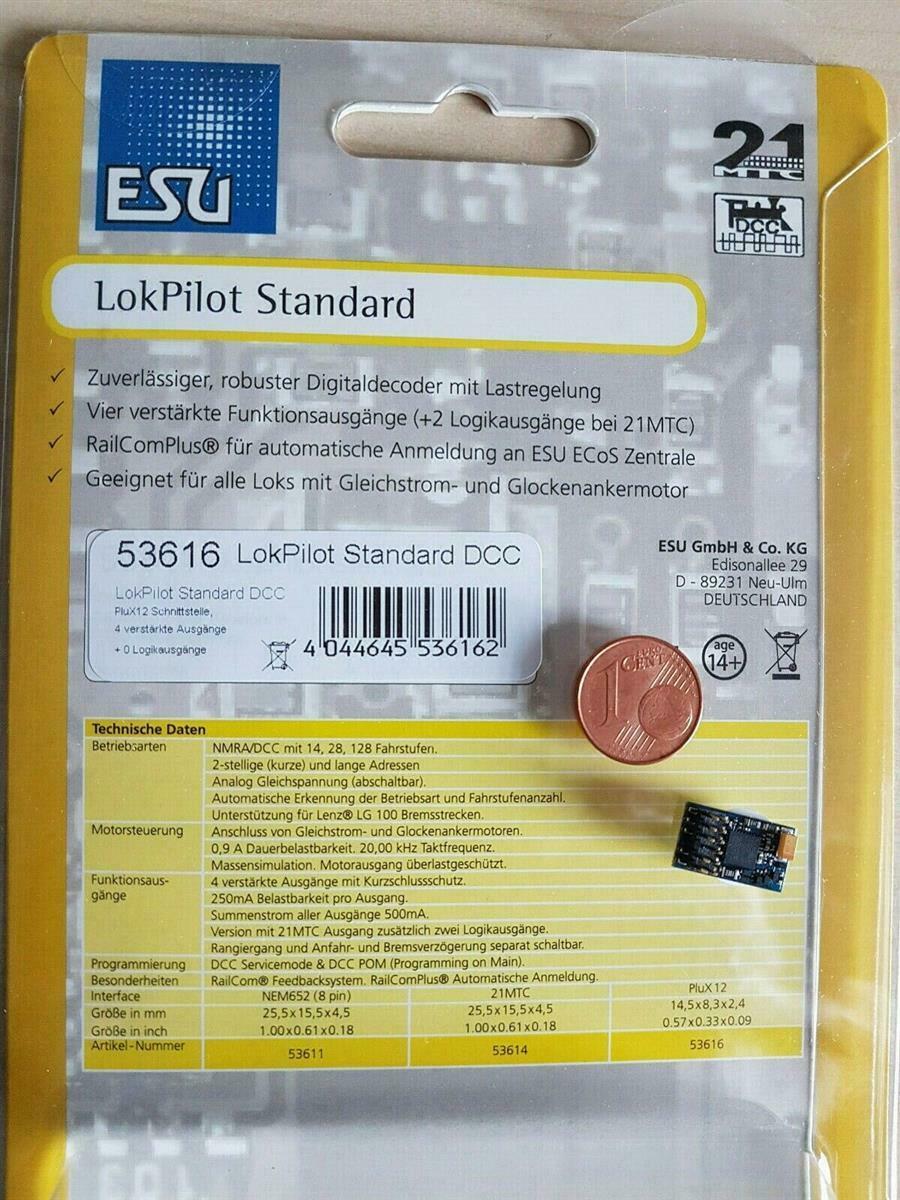 ESU
21
MTC
DCC
LokPilot Standard
✓ Zuverlässiger, robuster Digitaldecoder mit Lastregelung
✓ Vier verstärkte Funktionsausgänge (+2 Logikausgänge bei 21MTC)
✓ RailComPlus® für automatische Anmeldung an ESU ECoS Zentrale
✓ Geeignet für alle Loks mit Gleichstrom- und Glockenankermotor
53616 LokPilot Standard DCC
LokPilot Standard DCC
PluX12 Schnittstelle,
4 verstärkte Ausgänge
+ 0 Logikausgänge
4 044645 536162
ESU GmbH & Co. KG
Edisonallee 29
D - 89231 Neu-Ulm
DEUTSCHLAND
age
14+
1
EURO
CENT
Technische Daten
Betriebsarten NMRA/DCC mit 14, 28, 128 Fahrstufen.
2-stellige (kurze) und lange Adressen
Analog Gleichspannung (abschaltbar).
Automatische Erkennung der Betriebsart und Fahrstufenanzahl.
Unterstützung für Lenz® LG 100 Bremsstrecken.
Motorsteuerung Anschluss von Gleichstrom- und Glockenankermotoren.
0,9 A Dauerbelastbarkeit. 20,00 kHz Taktfrequenz.
Massensimulation. Motorausgang überlastgeschützt.
Funktionsaus- 4 verstärkte Ausgänge mit Kurzschlussschutz.
gänge 250mA Belastbarkeit pro Ausgang.
Summenstrom aller Ausgänge 500mA.
Version mit 21MTC Ausgang zusätzlich zwei Logikausgänge.
Rangiergang und Anfahr- und Bremsverzögerung separat schaltbar.
Programmierung DCC Servicemode & DCC POM (Programming on Main).
Besonderheiten RailCom® Feedbacksystem. RailComPlus® Automatische Anmeldung.
Interface NEM652 (8 pin) 21MTC PluX12
Größe in mm 25,5x15,5x4,5 25,5x15,5x4,5 14,5x8,3x2,4
Größe in inch 1.00x0.61x0.18 1.00x0.61x0.18 0.57x0.33x0.09
Artikel-Nummer 53611 53614 53616